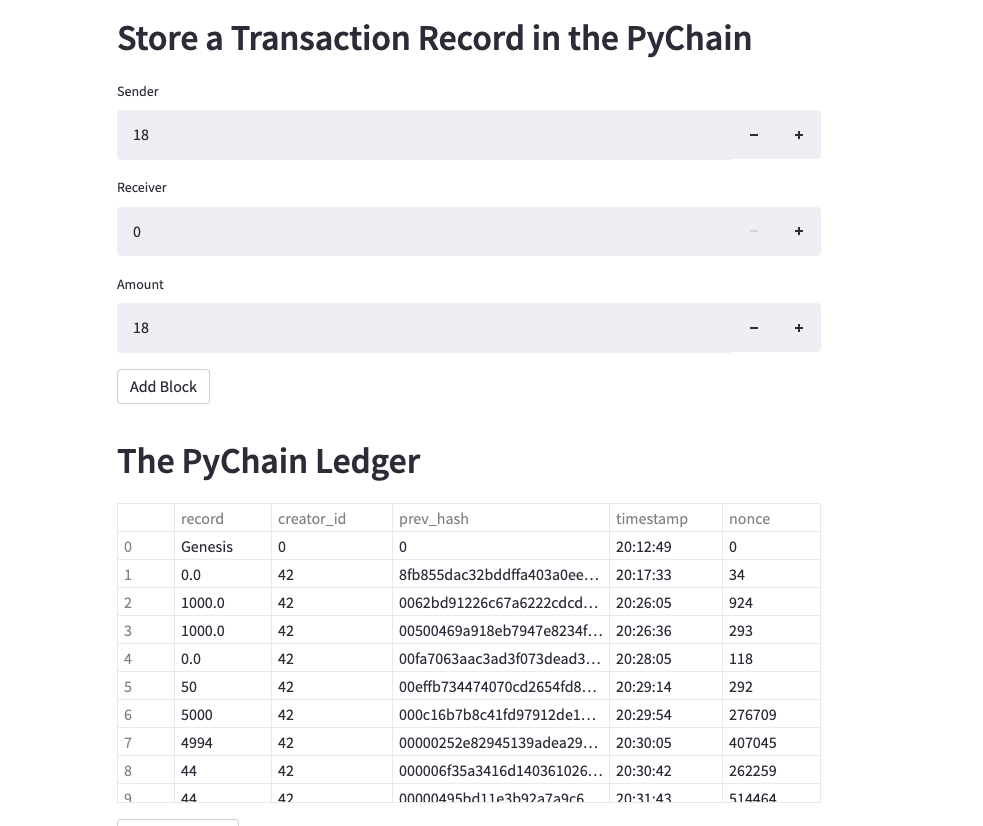 Store a Transaction Record in the PyChain
Sender
18 − +
Receiver
0 − +
Amount
18 − +
Add Block
The PyChain Ledger
record creator_id prev_hash timestamp nonce
0 Genesis 0 0 20:12:49 0
1 0.0 42 8fb855dac32bddffa403a0ee… 20:17:33 34
2 1000.0 42 0062bd91226c67a6222cdcd… 20:26:05 924
3 1000.0 42 00500469a918eb7947e8234f… 20:26:36 293
4 0.0 42 00fa7063aac3ad3f073dead3… 20:28:05 118
5 50 42 00effb734474070cd2654fd8… 20:29:14 292
6 5000 42 000c16b7b8c41fd97912de1… 20:29:54 276709
7 4994 42 00000252e82945139adea29… 20:30:05 407045
8 44 42 000006f35a3416d140361026… 20:30:42 262259
9 44 42 00000495bd11e3b92a7a9c6 20:31:43 514464